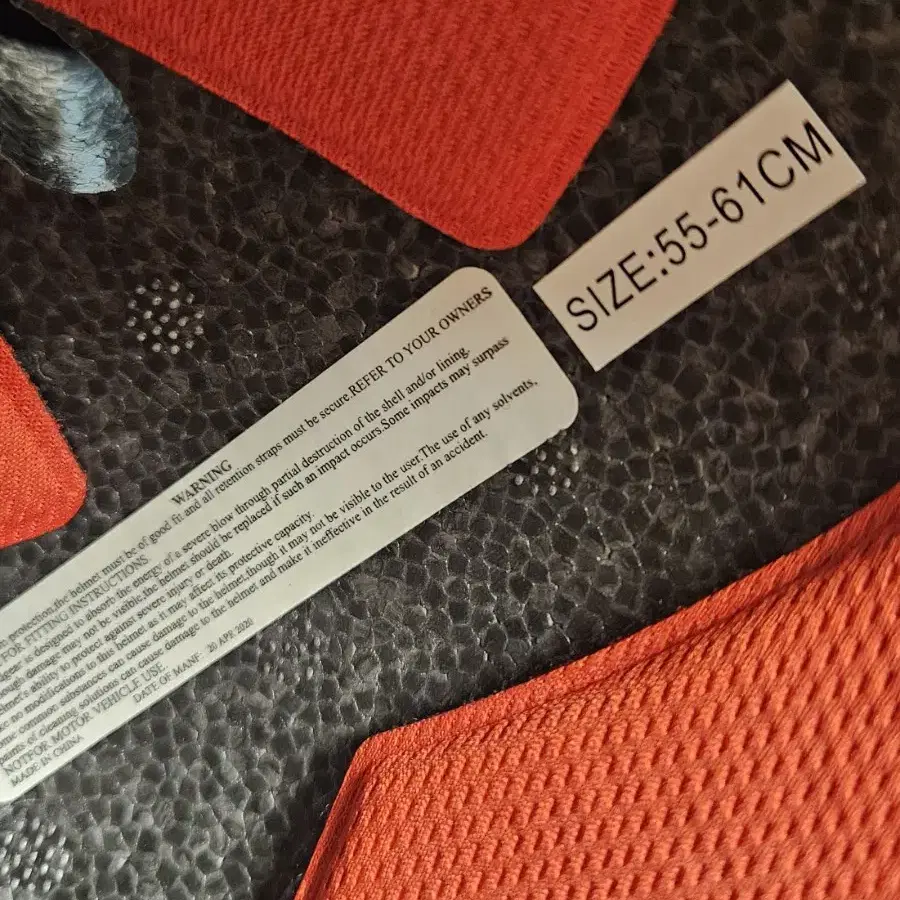 SIZE:55-61CM
WARNING
protection,the helmet must be of good fit and all retention straps must be secure.REFER TO YOUR OWNERS
FOR FITTING INSTRUCTIONS
designed to absorb the energy of a severe blow through partial destruction of the shell and/or lining.
damage may not be visible,the helmet should be replaced if such an impact occurs.Some impacts may surpass
ability to protect against severe injury or death.
no modifications to this helmet as it may affect its protective capacity.
common substances can cause damage to the helmet,though it may not be visible to the user.The use of any solvents,
of cleaning solutions can cause damage to the helmet and make it ineffective in the result of an accident.
NOTFOR MOTOR VEHICLE USE.
MADE IN CHINA
DATE OF MANF: 20 APE 2020